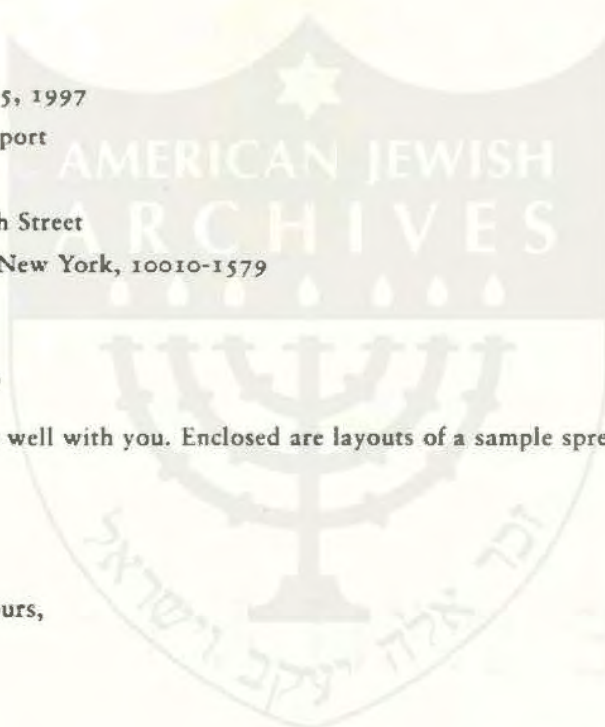 5, 1997
port
AMERICAN JEWISH
h Street
ARCHIVES
New York, 10010-1579
well with you. Enclosed are layouts of a sample spre
urs,
זכר אלה יעקב וישראל